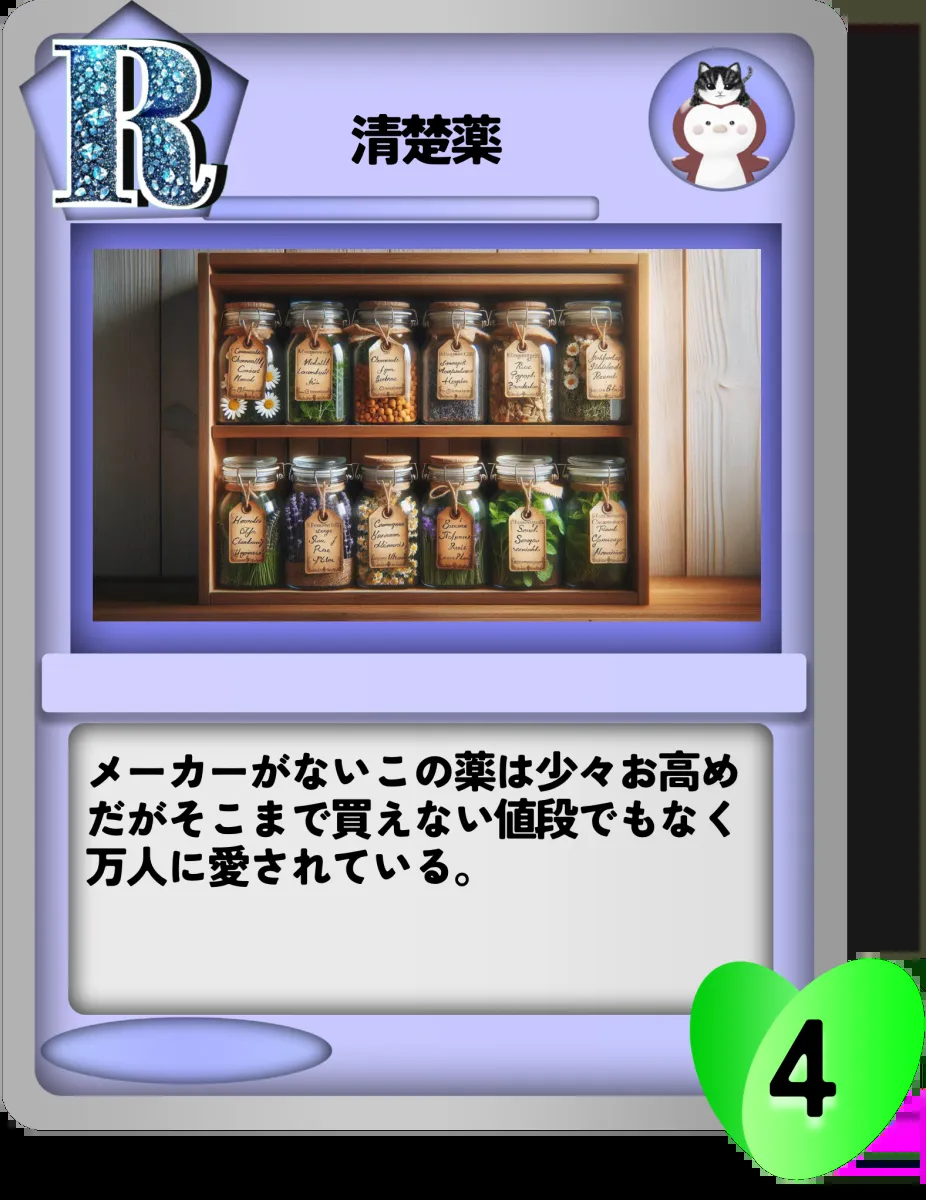 R
清楚薬
メーカーがないこの薬は少々お高め
だがそこまで買えない値段でもなく
万人に愛されている。
4